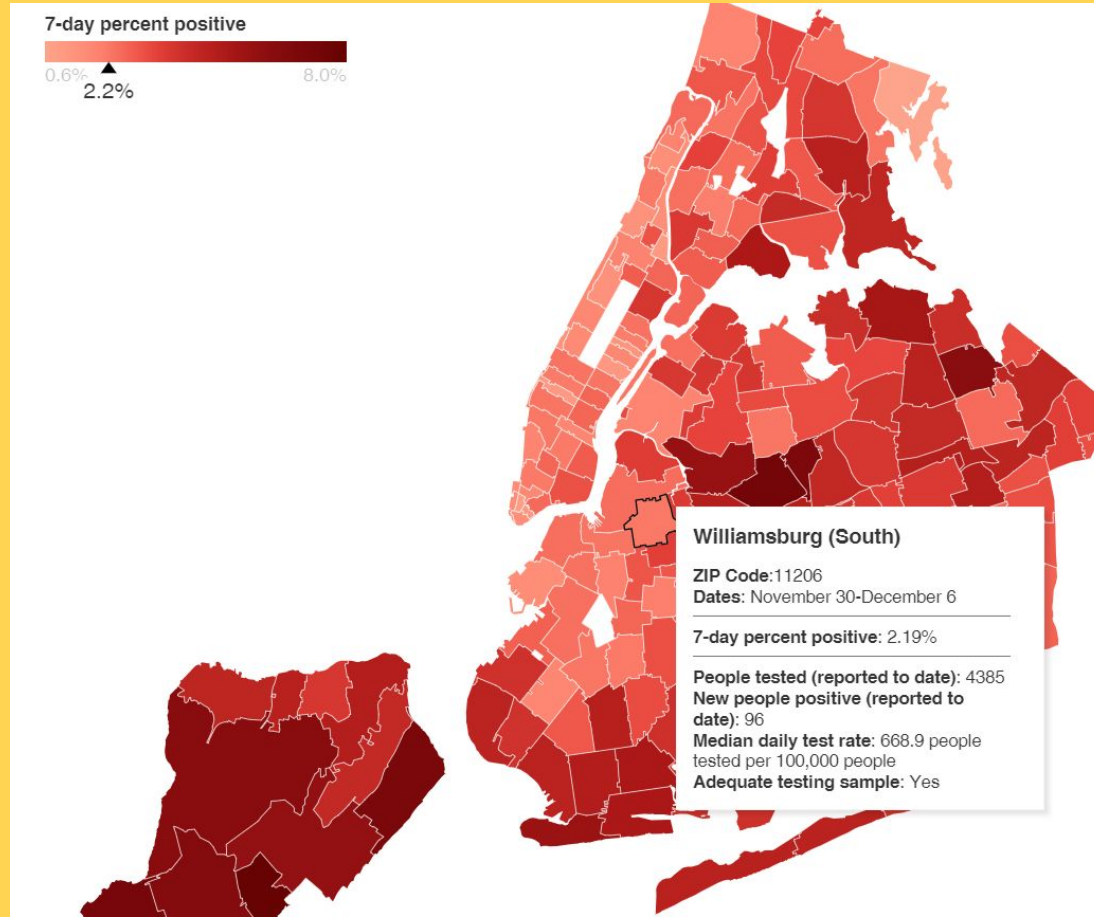 7-day percent positive
0.6%
8.0%
2.2%
Williamsburg (South)
ZIP Code:11206
Dates: November 30-December 6
7-day percent positive: 2.19%
People tested (reported to date): 4385
New people positive (reported to
date): 96
Median daily test rate: 668.9 people
tested per 100,000 people
Adequate testing sample: Yes